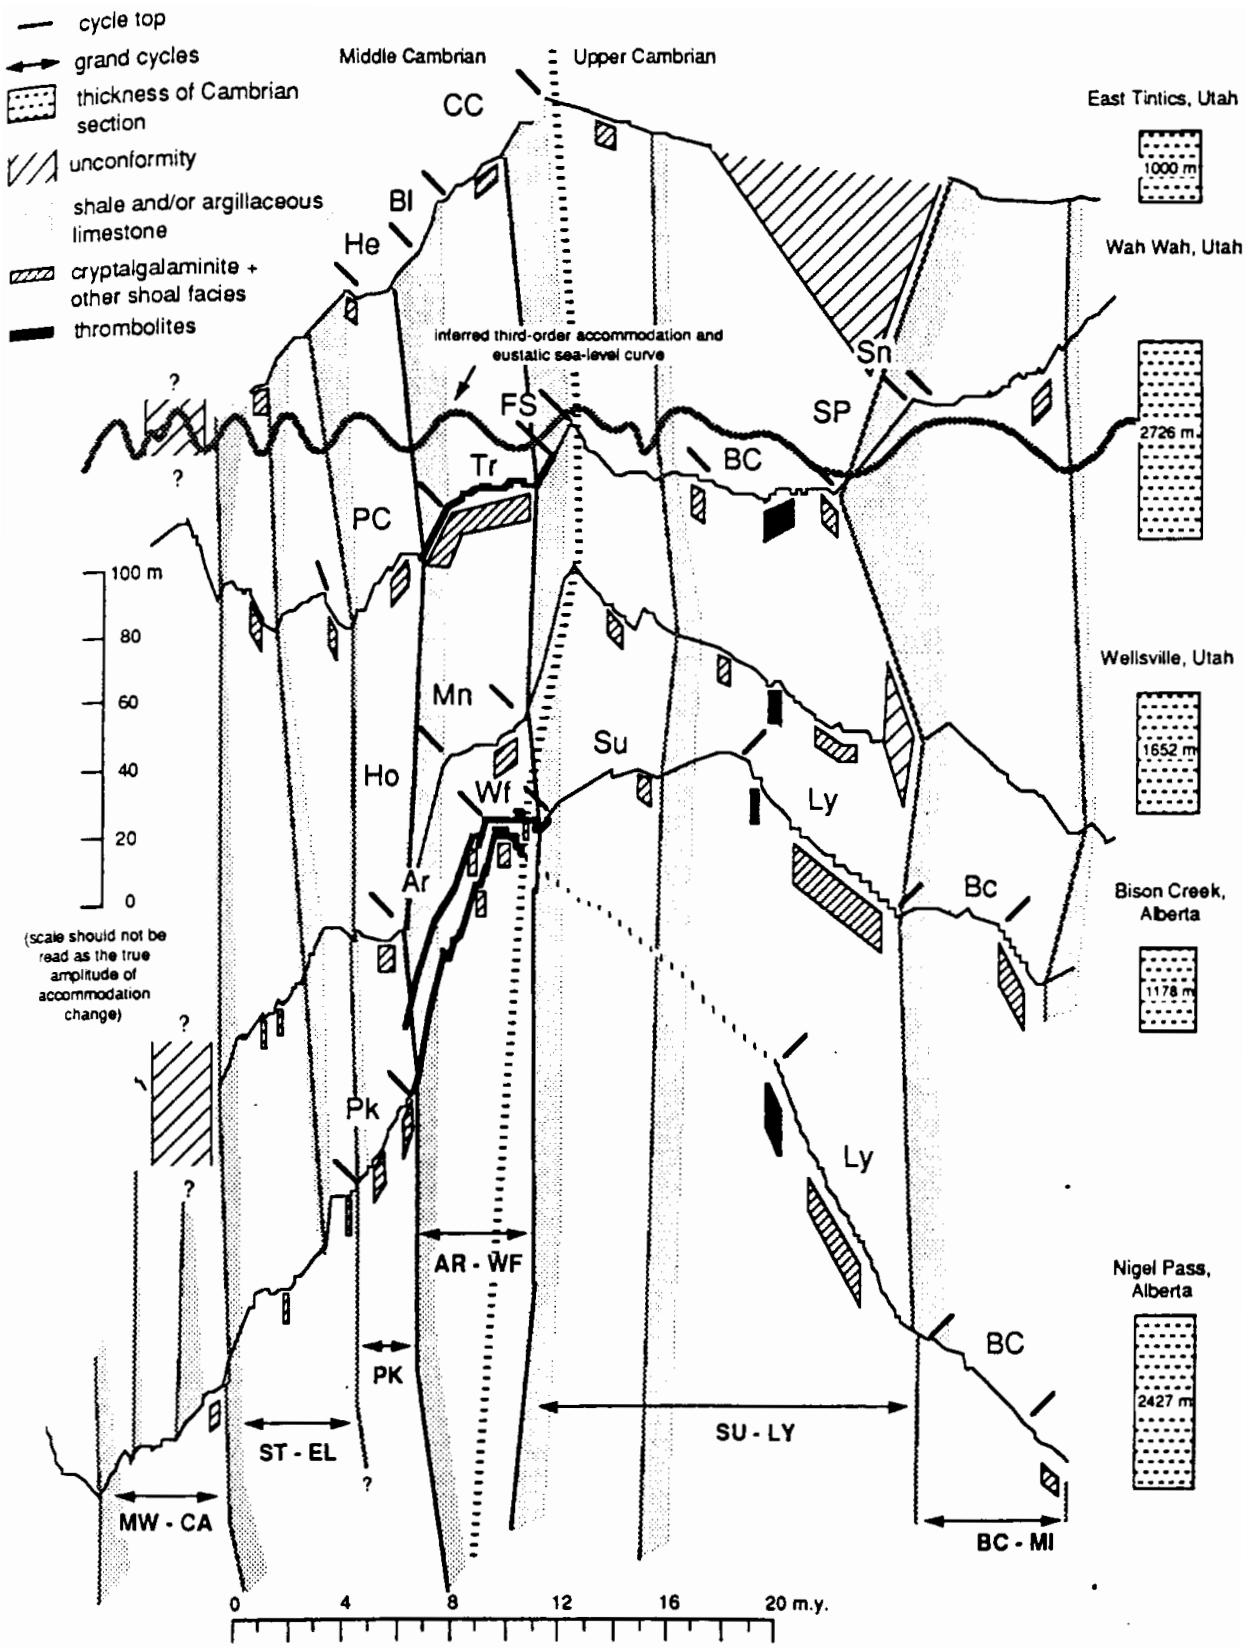 cycle top
grand cycles
thickness of Cambrian
section
unconformity
shale and/or argillaceous
limestone
cryptalgalaminite +
other shoal facies
thrombolites
Middle Cambrian
Upper Cambrian
CC
BI
He
East Tintics, Utah
1000 m
Wah Wah, Utah
2726 m
inferred third-order accommodation and
eustatic sea-level curve
Sn
SP
FS
BC
Tr
PC
?
?
100 m
80
60
40
20
0
(scale should not be
read as the true
amplitude of
accommodation
change)
Mn
Ho
Su
Wf
Ly
Ar
Bc
Wellsville, Utah
1652 m
Bison Creek,
Alberta
1178 m
?
Pk
Ly
?
AR - WF
PK
BC
Nigel Pass,
Alberta
2427 m
ST - EL
SU - LY
?
MW - CA
BC - MI
0
4
8
12
16
20 m.y.